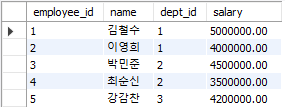 employee_id name dept_id salary
1 김철수 1 5000000.00
2 이영희 1 4000000.00
3 박민준 2 4500000.00
4 최순신 2 3500000.00
5 강감찬 3 4200000.00